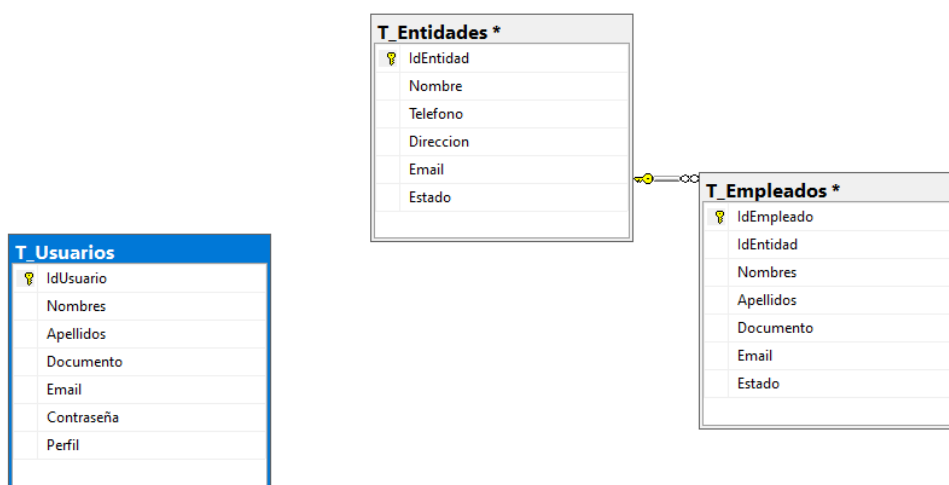 T_Entidades *
IdEntidad
Nombre
Telefono
Direccion
Email
Estado
T_Empleados *
IdEmpleado
IdEntidad
Nombres
Apellidos
Documento
Email
Estado
T_Usuarios
IdUsuario
Nombres
Apellidos
Documento
Email
Contraseña
Perfil